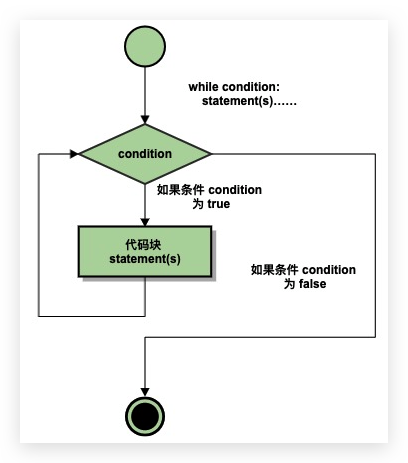 while condition:
statement(s)……
condition
如果条件 condition
为 true
代码块
statement(s)
如果条件 condition
为 false